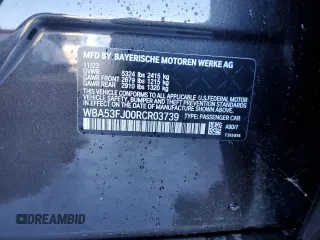 MFD BY BAYERISCHE MOTOREN WERKE AG
11/23
GVWR 5324 lbs 2415 kg
GAWR FRONT 2679 lbs 1215 kg
GAWR REAR 2910 lbs 1320 kg
THIS VEHICLE CONFORMS TO ALL APPLICABLE FEDERAL MOTOR
VEHICLE SAFETY, BUMPER, AND THEFT PREVENTION STANDARDS
IN EFFECT ON THE DATE OF MANUFACTURE SHOWN ABOVE.
WBA53FJ00RCR03739
TYPE: PASSENGER CAR
A90/7
DREAMBID